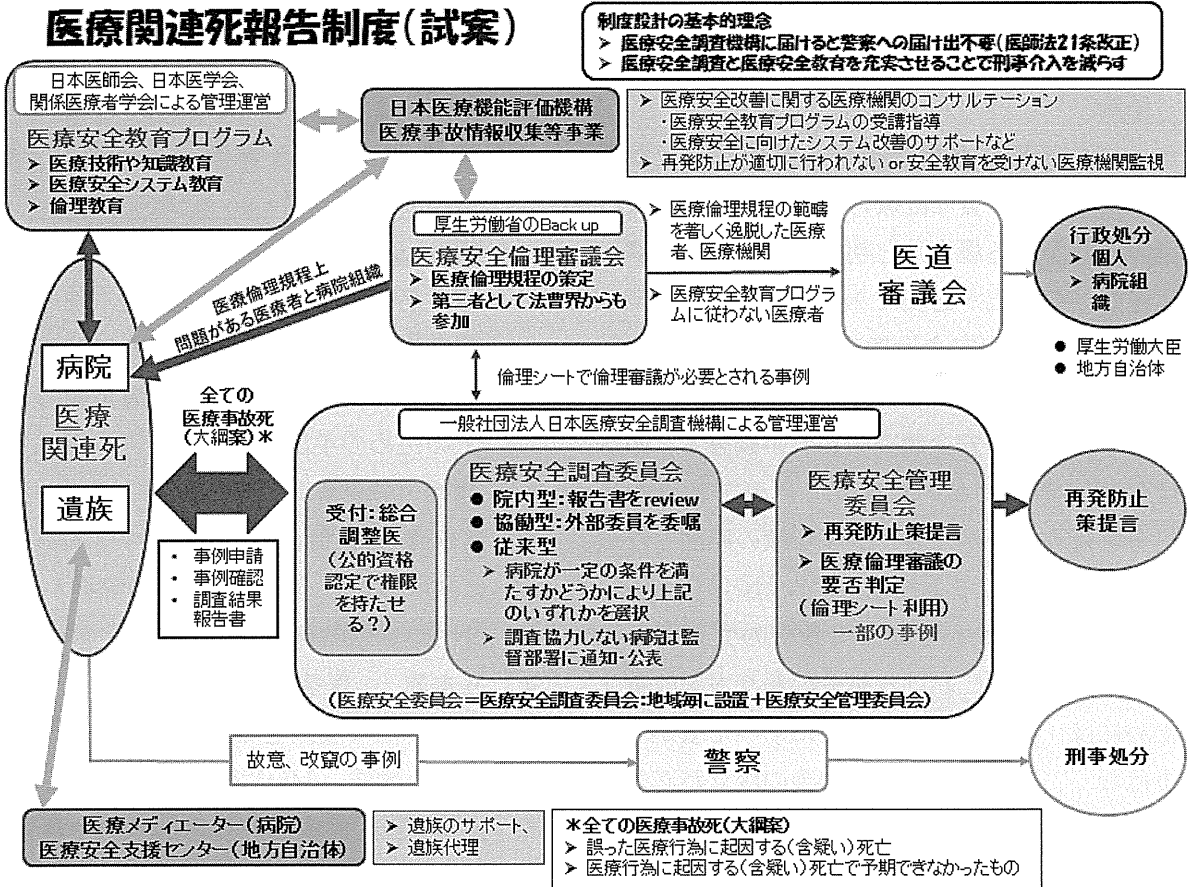 医療関連死報告制度(試案)
制度設計の基本的理念
➢ 医療安全調査機構に届けると警察への届け出不要(医師法21条改正)
➢ 医療安全調査と医療安全教育を充実させることで刑事介入を減らす
日本医師会、日本医学会、
関係医療者学会による管理運営
医療安全教育プログラム
➢ 医療技術や知識教育
➢ 医療安全システム教育
➢ 倫理教育
日本医療機能評価機構
医療事故情報収集等事業
➢ 医療安全改善に関する医療機関のコンサルテーション
・医療安全教育プログラムの受講指導
・医療安全に向けたシステム改善のサポートなど
➢ 再発防止が適切に行われない or 安全教育を受けない医療機関監視
厚生労働省のBack up
医療安全倫理審議会
➢ 医療倫理規程の策定
➢ 第三者として法曹界からも
参加
➢ 医療倫理規程の範疇
を著しく逸脱した医療
者、医療機関
➢ 医療安全教育プログラ
ムに従わない医療者
医道
審議会
行政処分
➢ 個人
➢ 病院組
織
● 厚生労働大臣
● 地方自治体
医療倫理規程上
問題がある医療者と病院組織
病院
医療
関連死
遺族
全ての
医療事故死
(大綱案)*
・ 事例申請
・ 事例確認
・ 調査結果
報告書
倫理シートで倫理審議が必要とされる事例
一般社団法人日本医療安全調査機構による管理運営
受付:総合
調整医
(公的資格
認定で権限
を持たせ
る?)
医療安全調査委員会
● 院内型:報告書をreview
● 協働型:外部委員を委嘱
● 従来型
➢ 病院が一定の条件を満
たすかどうかにより上記
のいずれかを選択
➢ 調査協力しない病院は監
督部署に通知・公表
医療安全管理
委員会
➢ 再発防止策提言
➢ 医療倫理審議の
要否判定
(倫理シート利用)
一部の事例
再発防止
策提言
(医療安全委員会=医療安全調査委員会:地域毎に設置+医療安全管理委員会)
故意、改竄の事例
警察
刑事処分
医療メディエーター(病院)
医療安全支援センター(地方自治体)
➢ 遺族のサポート、
➢ 遺族代理
*全ての医療事故死(大綱案)
➢ 誤った医療行為に起因する(含疑い)死亡
➢ 医療行為に起因する(含疑い)死亡で予期できなかったもの